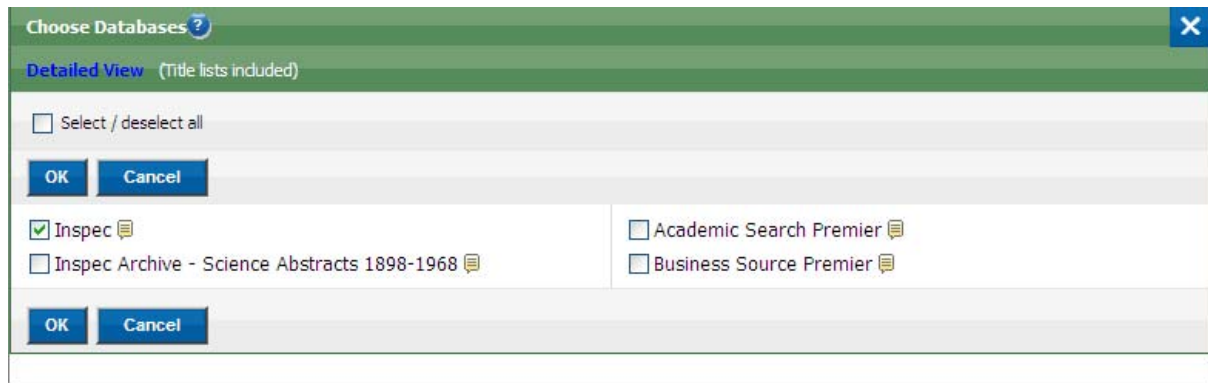 Choose Databases ?
Detailed View (Title lists included)
Select / deselect all
OK Cancel
Inspec
Academic Search Premier
Inspec Archive - Science Abstracts 1898-1968
Business Source Premier
OK Cancel